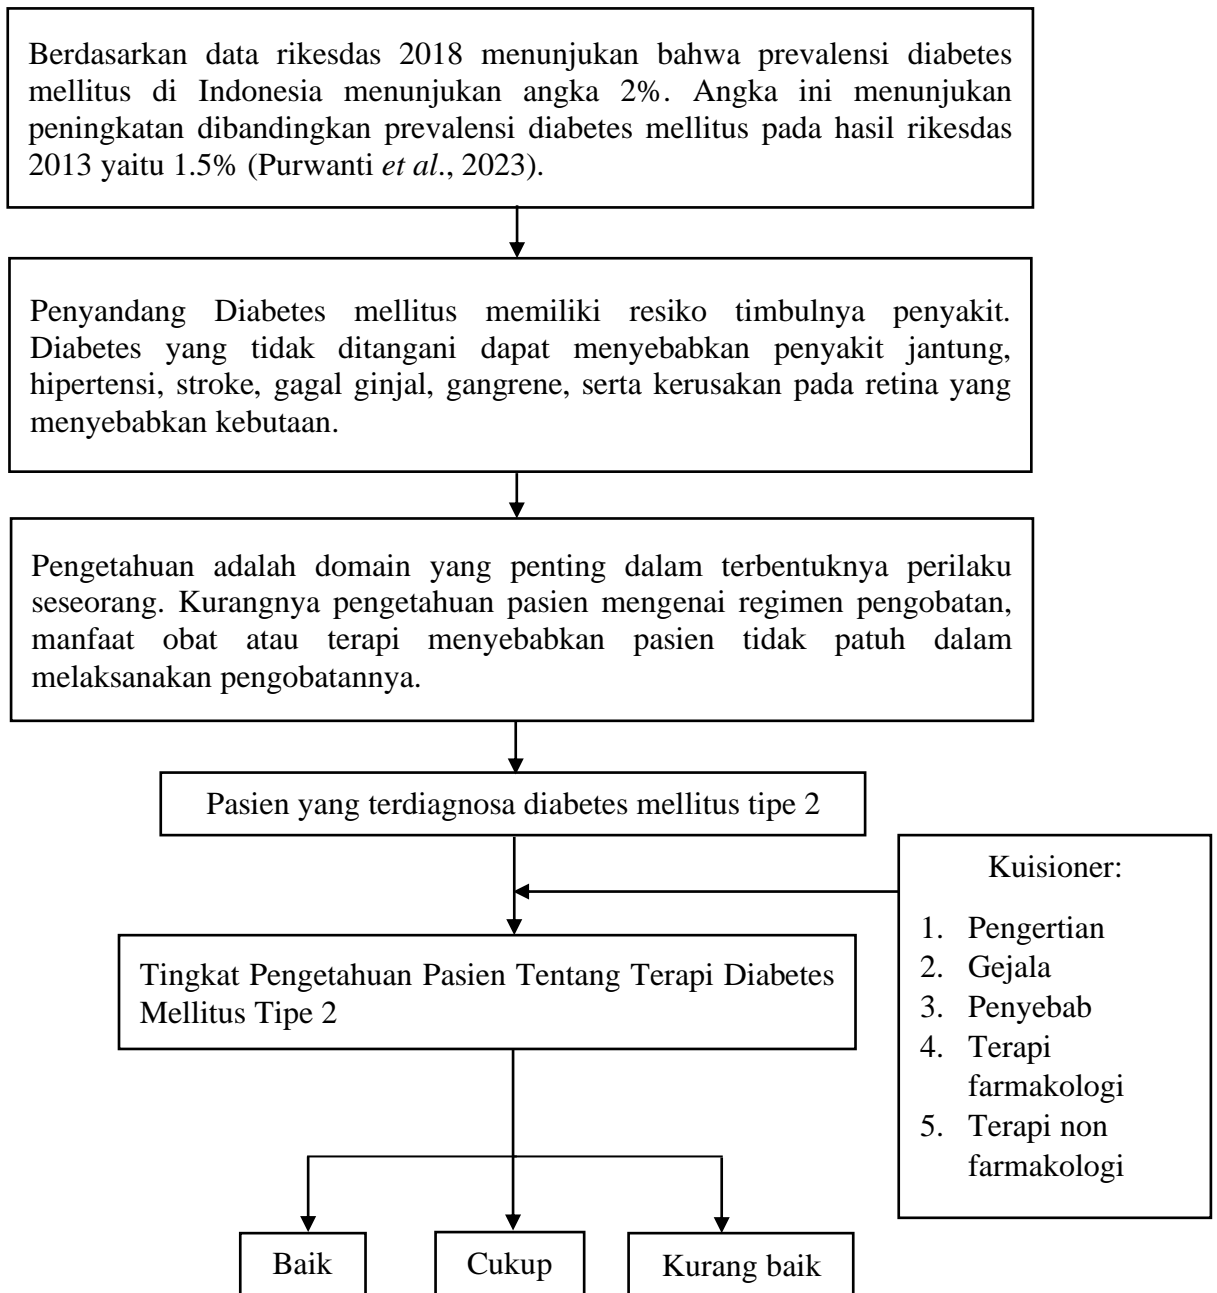 Berdasarkan data rikesdas 2018 menunjukan bahwa prevalensi diabetes
mellitus di Indonesia menunjukan angka 2%. Angka ini menunjukan
peningkatan dibandingkan prevalensi diabetes mellitus pada hasil rikesdas
2013 yaitu 1.5% (Purwanti et al., 2023).
Penyandang Diabetes mellitus memiliki resiko timbulnya penyakit.
Diabetes yang tidak ditangani dapat menyebabkan penyakit jantung,
hipertensi, stroke, gagal ginjal, gangrene, serta kerusakan pada retina yang
menyebabkan kebutaan.
Pengetahuan adalah domain yang penting dalam terbentuknya perilaku
seseorang. Kurangnya pengetahuan pasien mengenai regimen pengobatan,
manfaat obat atau terapi menyebabkan pasien tidak patuh dalam
melaksanakan pengobatannya.
Pasien yang terdiagnosa diabetes mellitus tipe 2
Kuisioner:
1. Pengertian
2. Gejala
3. Penyebab
4. Terapi
farmakologi
5. Terapi non
farmakologi
Tingkat Pengetahuan Pasien Tentang Terapi Diabetes
Mellitus Tipe 2
Baik
Cukup
Kurang baik